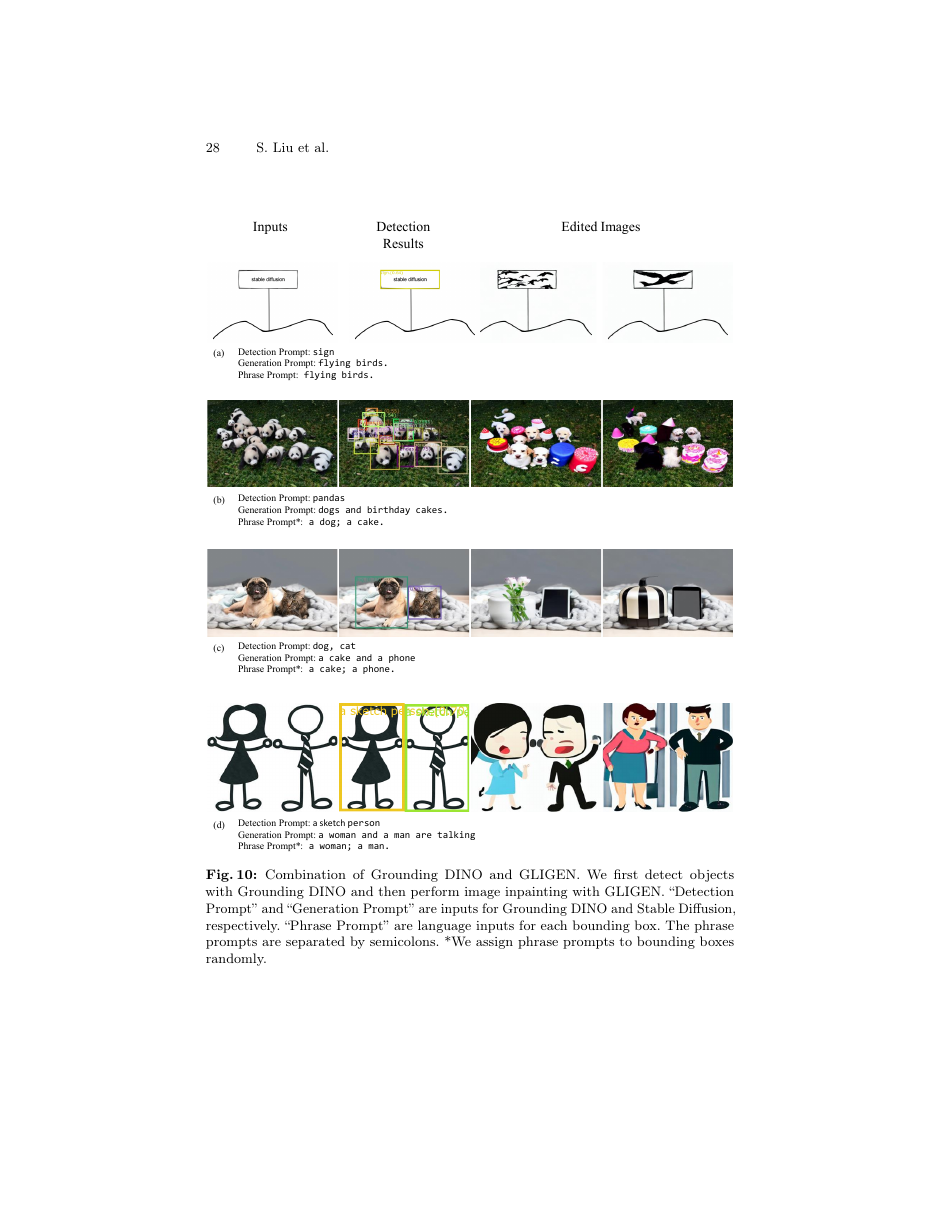 28 S. Liu et al.
Inputs
Detection
Results
Edited Images
stable diffusion
stable diffusion
(a) Detection Prompt: sign
Generation Prompt: flying birds.
Phrase Prompt: flying birds.
(b) Detection Prompt: pandas
Generation Prompt: dogs and birthday cakes.
Phrase Prompt*: a dog; a cake.
(c) Detection Prompt: dog, cat
Generation Prompt: a cake and a phone
Phrase Prompt*: a cake; a phone.
a sketch
(d) Detection Prompt: a sketch person
Generation Prompt: a woman and a man are talking
Phrase Prompt*: a woman; a man.
Fig. 10: Combination of Grounding DINO and GLIGEN. We first detect objects
with Grounding DINO and then perform image inpainting with GLIGEN. “Detection
Prompt” and “Generation Prompt” are inputs for Grounding DINO and Stable Diffusion,
respectively. “Phrase Prompt” are language inputs for each bounding box. The phrase
prompts are separated by semicolons. *We assign phrase prompts to bounding boxes
randomly.